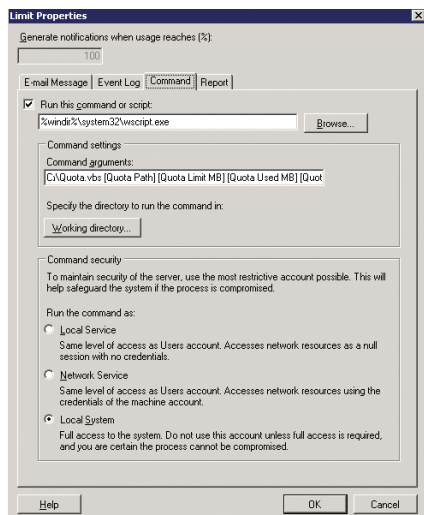 Limit Properties
Generate notifications when usage reaches (%):
100
E-mail Message
Event Log
Command
Report
Run this command or script:
%windir%\system32\wscript.exe
Browse...
Command settings
Command arguments:
C:\Quota.vbs [Quota Path] [Quota Limit MB] [Quota Used MB] [Quot
Specify the directory to run the command in:
Working directory...
Command security
To maintain security of the server, use the most restrictive account possible. This will
help safeguard the system if the process is compromised.
Run the command as:
Local Service
Same level of access as Users account. Accesses network resources as a null
session with no credentials.
Network Service
Same level of access as Users account. Accesses network resources using the
credentials of the machine account.
Local System
Full access to the system. Do not use this account unless full access is required,
and you are certain the process cannot be compromised.
Help
OK
Cancel